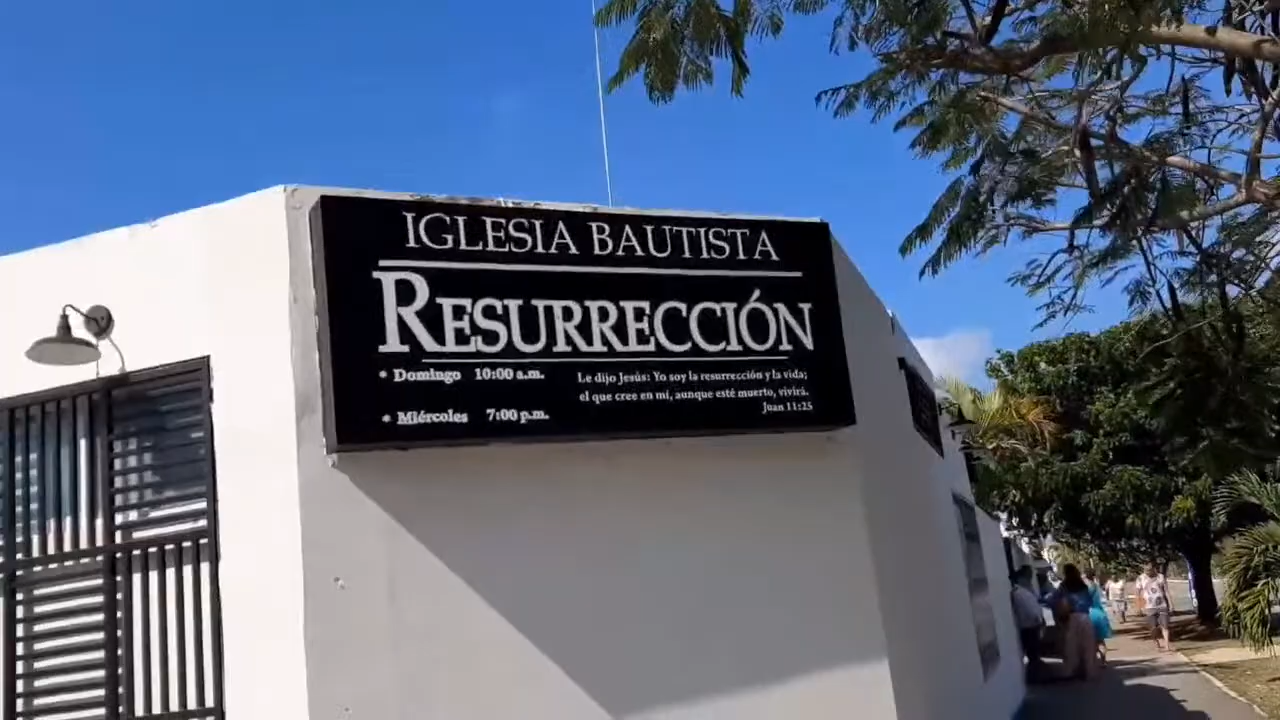 IGLESIA BAUTISTA
RESURRECCIÓN
* Domingo 10:00 a.m.
* Miércoles 7:00 p.m.
Le dijo Jesús: Yo soy la resurrección y la vida;
el que cree en mí, aunque esté muerto, vivirá.
Juan 11:25